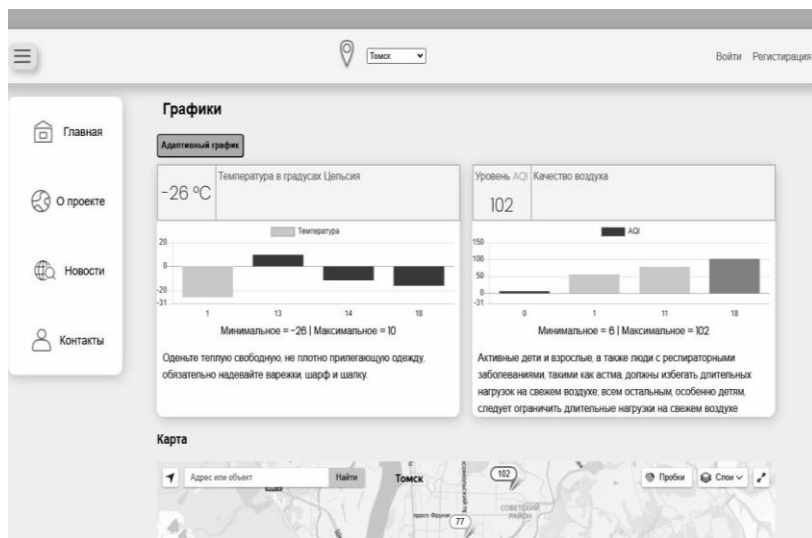 Томск
Войти Регистирация
Главная
О проекте
Новости
Контакты
Графики
Адаптивный график
-26 °C
Температура в градусах Цельсия
Температура
20
0
-20
-31
1 13 14 18
Минимальное = -26 | Максимальное = 10
Оденьте теплую свободную, не плотно прилегающую одежду,
обязательно надевайте варежки, шарф и шапку.
Уровень AQI
102
Качество воздуха
AQI
150
100
50
0
-31
0 1 11 18
Минимальное = 6 | Максимальное = 102
Активные дети и взрослые, а также люди с респираторными
заболеваниями, такими как астма, должны избегать длительных
нагрузок на свежем воздухе; всем остальным, особенно детям,
следует ограничить длительные нагрузки на свежем воздухе
Карта
Адрес или объект
Найти
Томск
102
Пробки
Слои
СОВЕТСКИЙ
РАЙОН
просп. Фрунзе
77